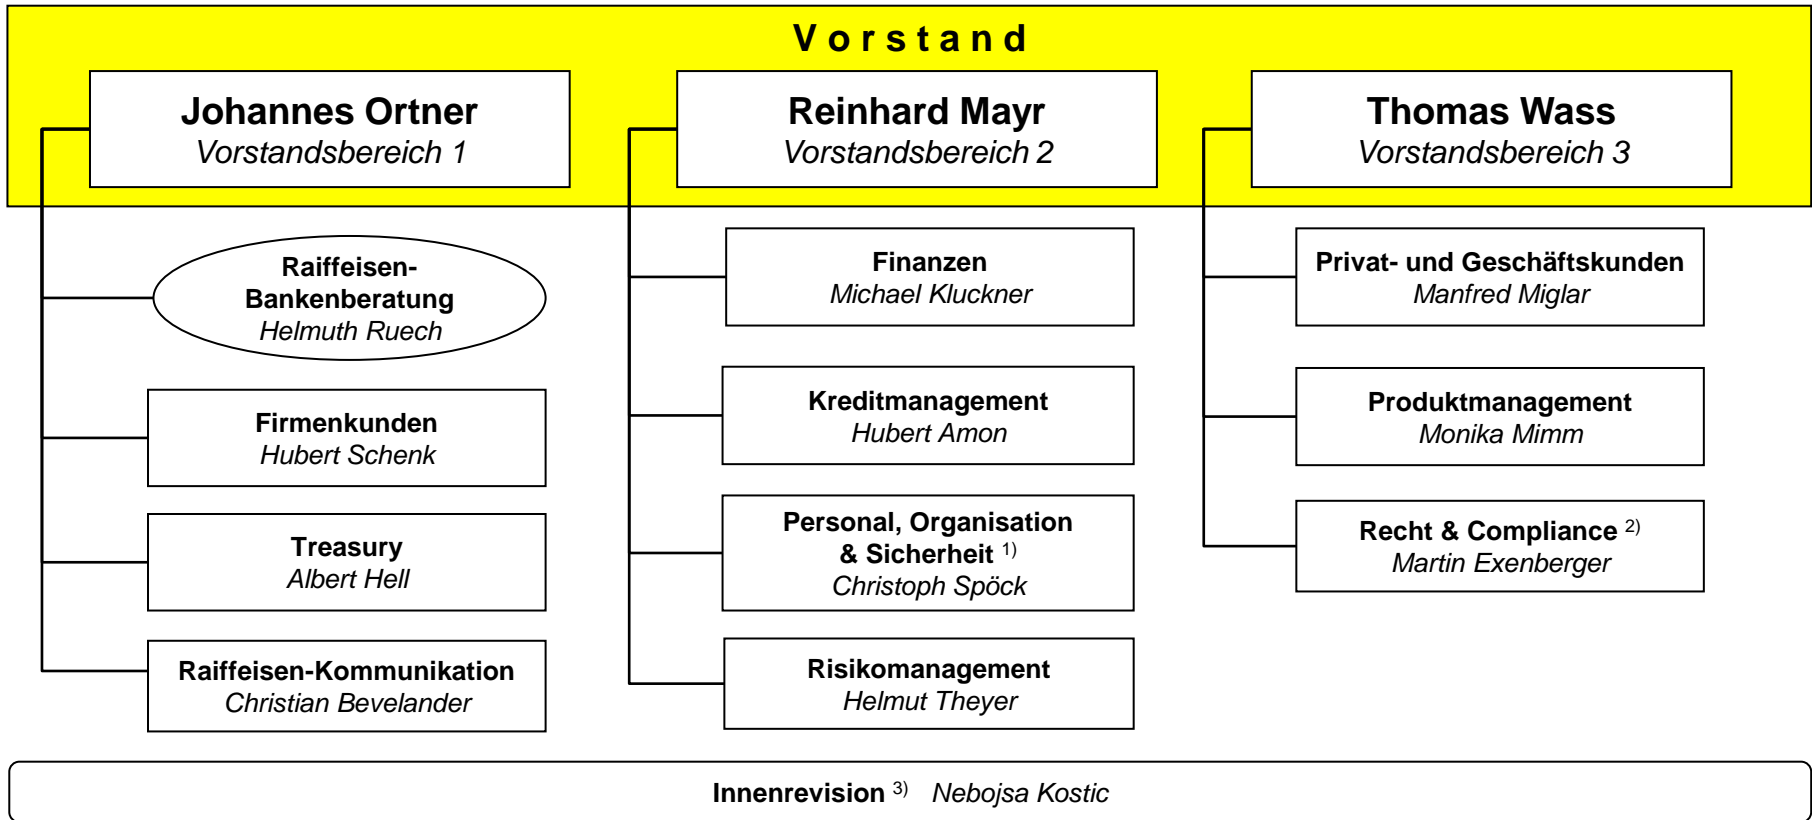 Vorstand
Johannes Ortner
Vorstandsbereich 1
Raiffeisen-
Bankenberatung
Helmuth Ruech
Firmenkunden
Hubert Schenk
Treasury
Albert Hell
Raiffeisen-Kommunikation
Christian Bevelander
Reinhard Mayr
Vorstandsbereich 2
Finanzen
Michael Kluckner
Kreditmanagement
Hubert Amon
Personal, Organisation
& Sicherheit 1)
Christoph Spöck
Risikomanagement
Helmut Theyer
Thomas Wass
Vorstandsbereich 3
Privat- und Geschäftskunden
Manfred Miglar
Produktmanagement
Monika Mimm
Recht & Compliance 2)
Martin Exenberger
Innenrevision 3) Nebojsa Kostic